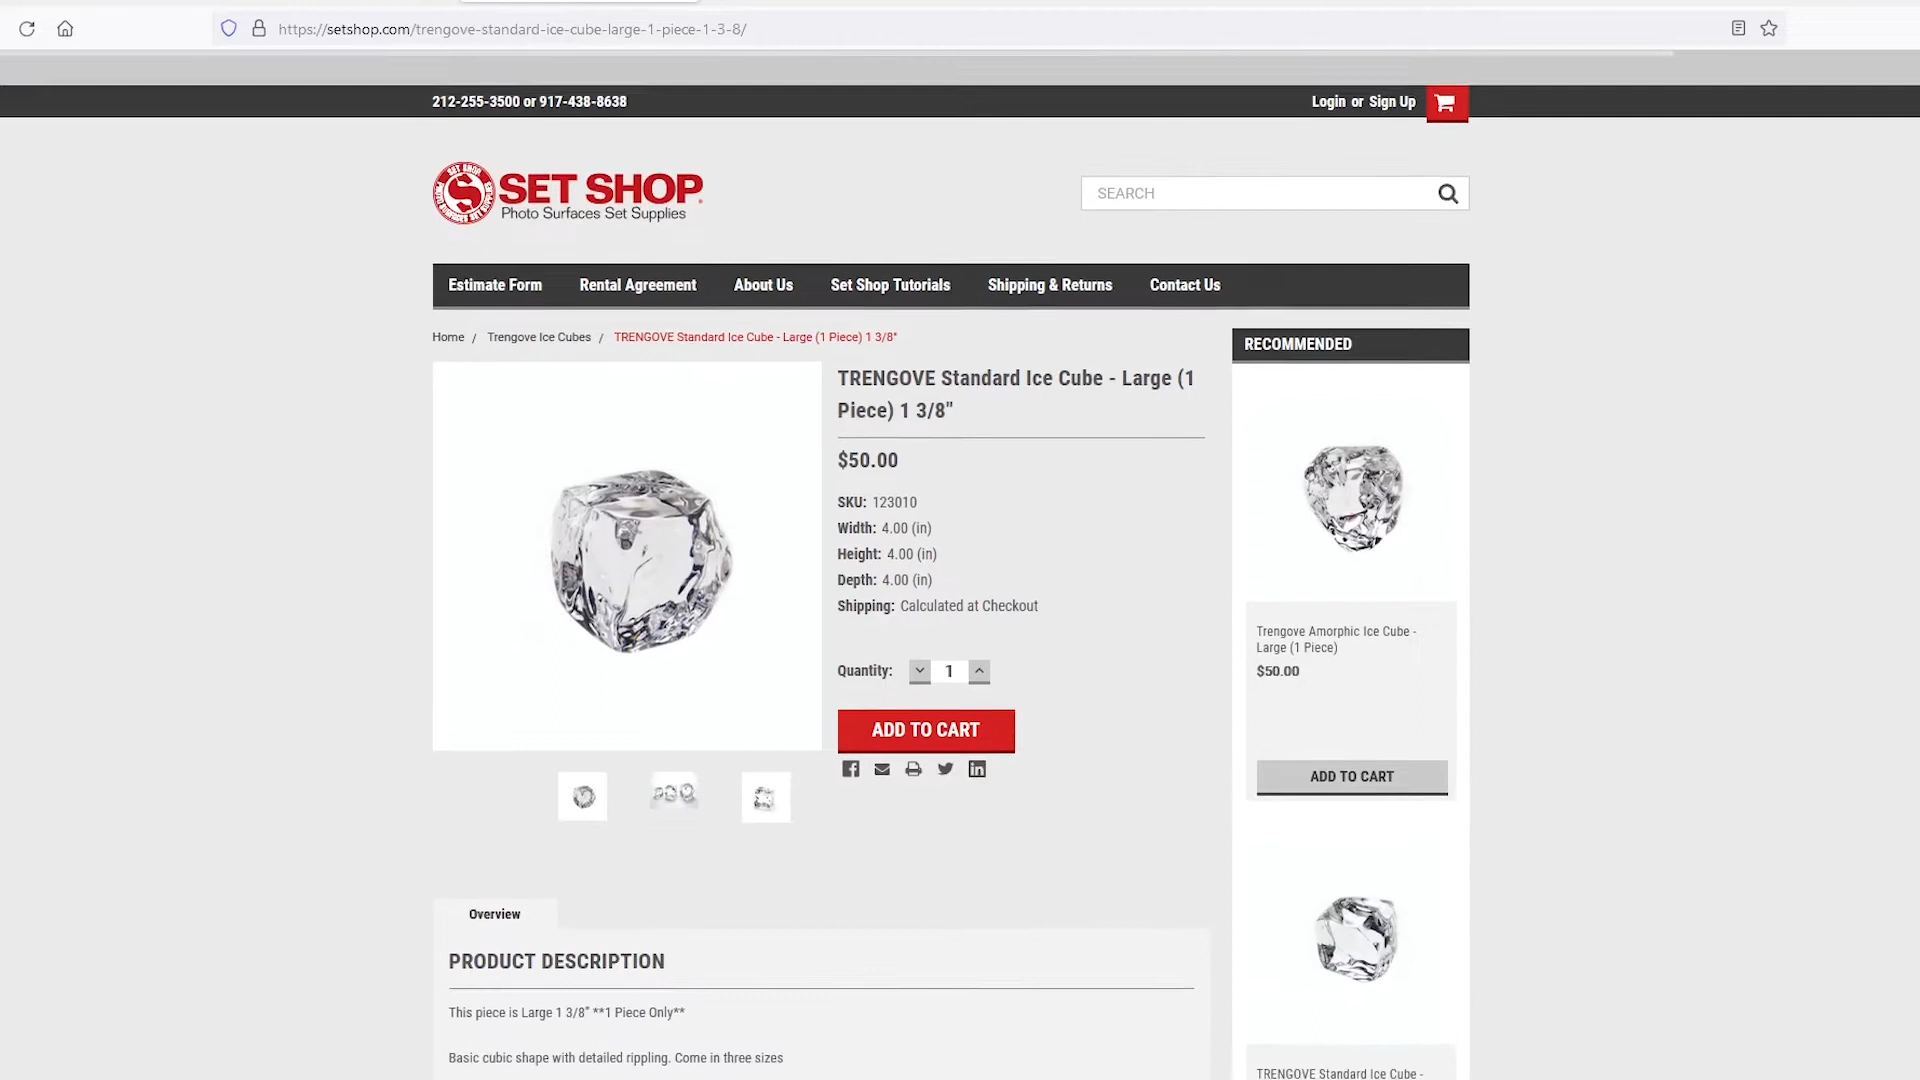 https://setshop.com/trengove-standard-ice-cube-large-1-piece-1-3-8/
212-255-3500 or 917-438-8638
Login or Sign Up
SET SHOP
Photo Surfaces Set Supplies
SEARCH
Estimate Form Rental Agreement About Us Set Shop Tutorials Shipping & Returns Contact Us
Home / Trengove Ice Cubes / TRENGOVE Standard Ice Cube - Large (1 Piece) 1 3/8"
TRENGOVE Standard Ice Cube - Large (1
Piece) 1 3/8"
$50.00
SKU: 123010
Width: 4.00 (in)
Height: 4.00 (in)
Depth: 4.00 (in)
Shipping: Calculated at Checkout
Quantity: 1
ADD TO CART
Overview
PRODUCT DESCRIPTION
This piece is Large 1 3/8" **1 Piece Only**
Basic cubic shape with detailed rippling. Come in three sizes
RECOMMENDED
Trengove Amorphic Ice Cube -
Large (1 Piece)
$50.00
ADD TO CART
TRENGOVE Standard Ice Cube -